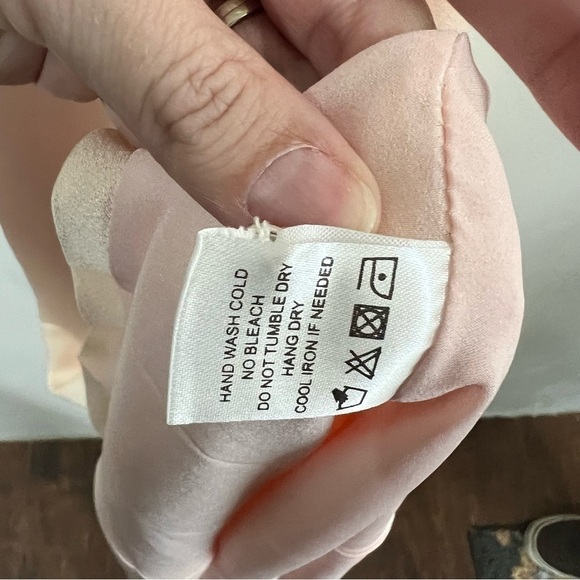 HAND WASH COLD
NO BLEACH
DO NOT TUMBLE DRY
HANG DRY
COOL IRON IF NEEDED